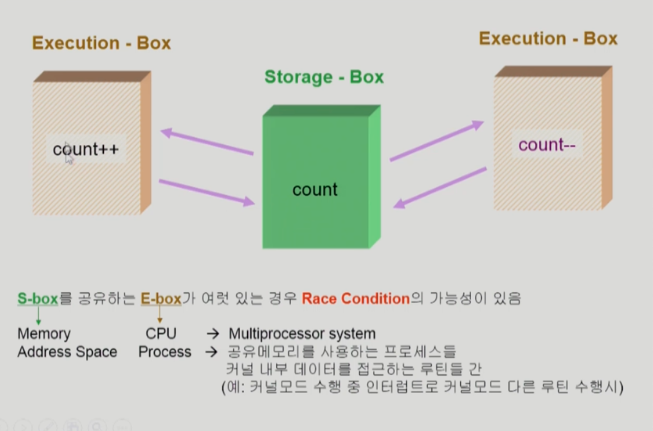 Execution - Box
Execution - Box
Storage - Box
count++
count
count--
S-box를 공유하는 E-box가 여럿 있는 경우 Race Condition의 가능성이 있음
Memory CPU → Multiprocessor system
Address Space Process → 공유메모리를 사용하는 프로세스들
커널 내부 데이터를 접근하는 루틴들 간
(예: 커널모드 수행 중 인터럽트로 커널모드 다른 루틴 수행시)